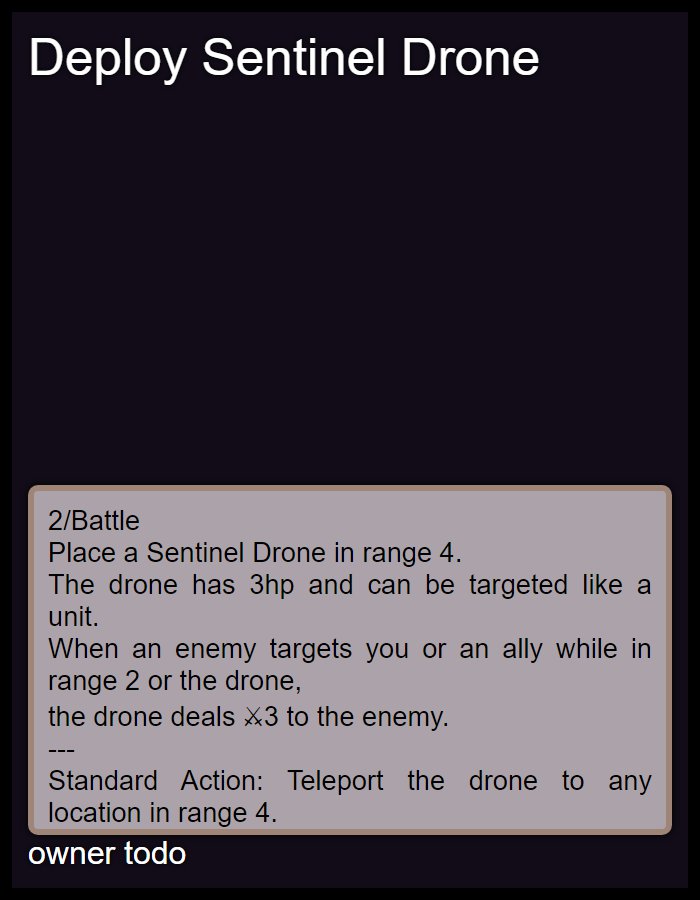 Deploy Sentinel Drone
2/Battle
Place a Sentinel Drone in range 4.
The drone has 3hp and can be targeted like a
unit.
When an enemy targets you or an ally while in
range 2 or the drone,
the drone deals ⚔3 to the enemy.
---
Standard Action: Teleport the drone to any
location in range 4.
owner todo